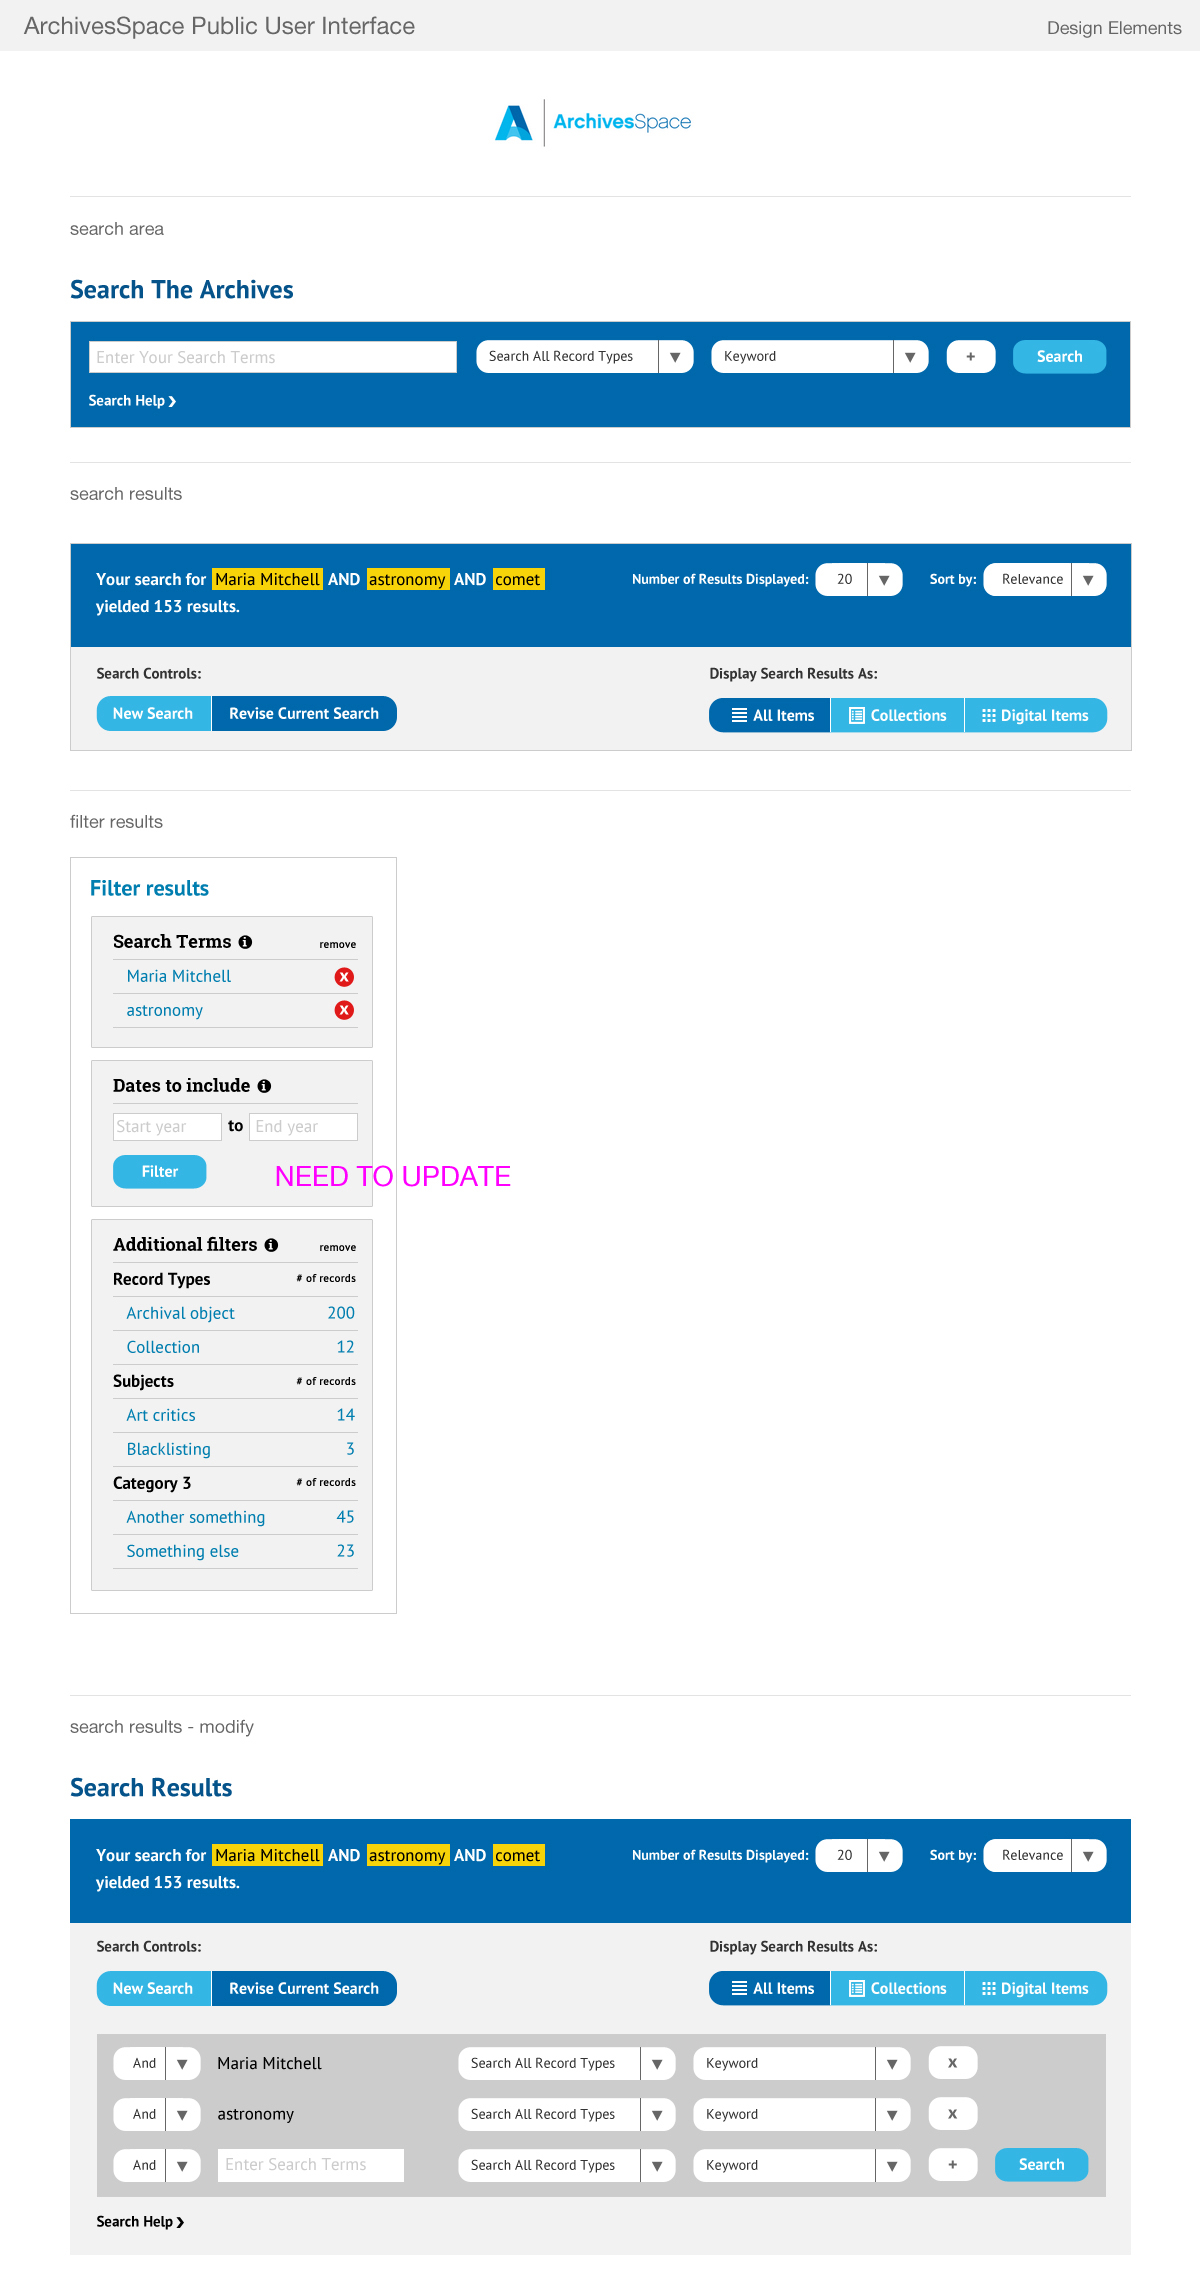 ArchivesSpace Public User Interface
Design Elements
ArchivesSpace
search area
Search The Archives
Enter Your Search Terms
Search All Record Types ▼
Keyword ▼
+
Search
Search Help ❯
search results
Your search for Maria Mitchell AND astronomy AND comet
yielded 153 results.
Number of Results Displayed: 20 ▼
Sort by: Relevance ▼
Search Controls:
New Search
Revise Current Search
Display Search Results As:
All Items
Collections
Digital Items
filter results
Filter results
Search Terms i remove
Maria Mitchell x
astronomy x
Dates to include i
Start year to End year
Filter
NEED TO UPDATE
Additional filters i remove
Record Types # of records
Archival object 200
Collection 12
Subjects # of records
Art critics 14
Blacklisting 3
Category 3 # of records
Another something 45
Something else 23
search results - modify
Search Results
Your search for Maria Mitchell AND astronomy AND comet
yielded 153 results.
Number of Results Displayed: 20 ▼
Sort by: Relevance ▼
Search Controls:
New Search
Revise Current Search
Display Search Results As:
All Items
Collections
Digital Items
And ▼ Maria Mitchell Search All Record Types ▼ Keyword ▼ x
And ▼ astronomy Search All Record Types ▼ Keyword ▼ x
And ▼ Enter Search Terms Search All Record Types ▼ Keyword ▼ + Search
Search Help ❯